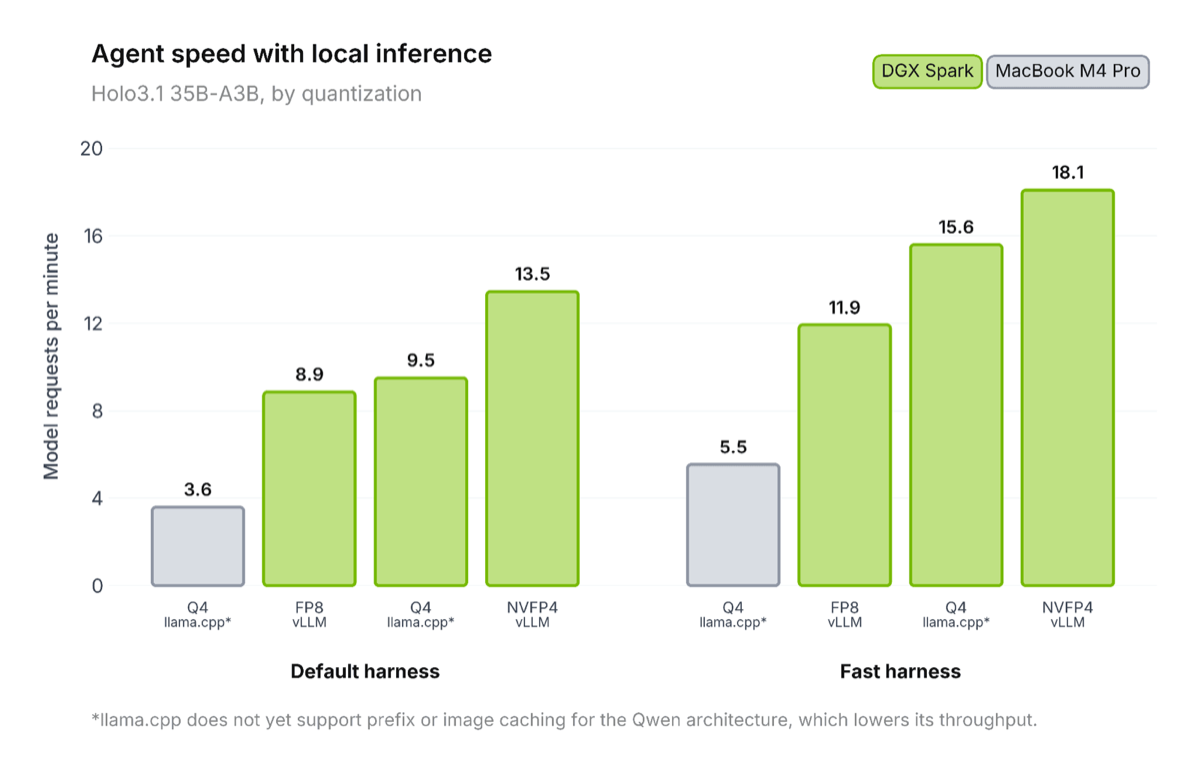 Agent speed with local inference
Holo3.1 35B-A3B, by quantization
DGX Spark
MacBook M4 Pro
Model requests per minute
20
16
12
8
4
0
3.6
8.9
9.5
13.5
5.5
11.9
15.6
18.1
Q4
llama.cpp*
FP8
vLLM
Q4
llama.cpp*
NVFP4
vLLM
Q4
llama.cpp*
FP8
vLLM
Q4
llama.cpp*
NVFP4
vLLM
Default harness
Fast harness
*llama.cpp does not yet support prefix or image caching for the Qwen architecture, which lowers its throughput.